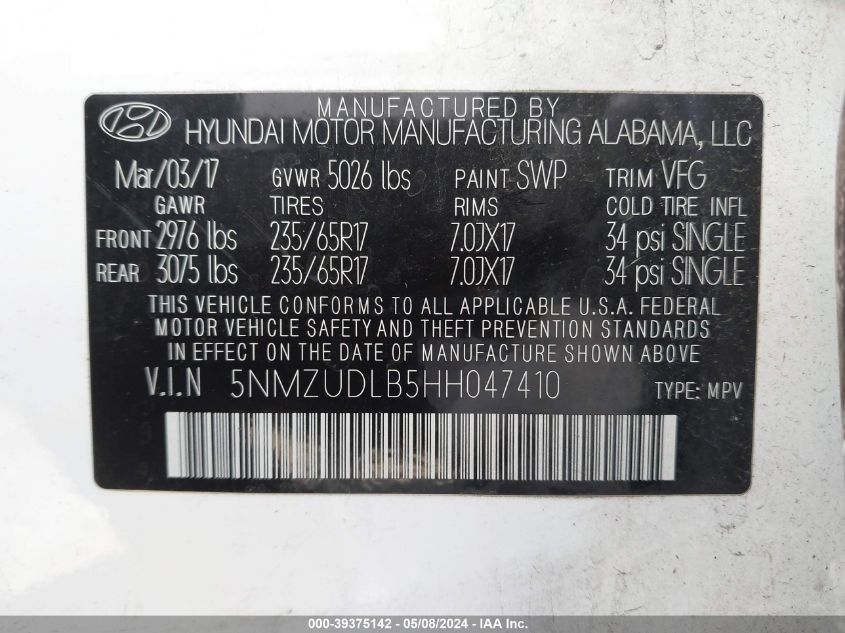 MANUFACTURED BY
HYUNDAI MOTOR MANUFACTURING ALABAMA, LLC
Mar/03/17 GVWR 5026 lbs PAINT SWP TRIM VFG
GAWR TIRES RIMS COLD TIRE INFL
FRONT 2976 lbs 235/65R17 7.0JX17 34 psi SINGLE
REAR 3075 lbs 235/65R17 7.0JX17 34 psi SINGLE
THIS VEHICLE CONFORMS TO ALL APPLICABLE U.S.A. FEDERAL
MOTOR VEHICLE SAFETY AND THEFT PREVENTION STANDARDS
IN EFFECT ON THE DATE OF MANUFACTURE SHOWN ABOVE
V.I.N 5NMZUDLB5HH047410 TYPE: MPV
000-39375142 - 05/08/2024 - IAA Inc.